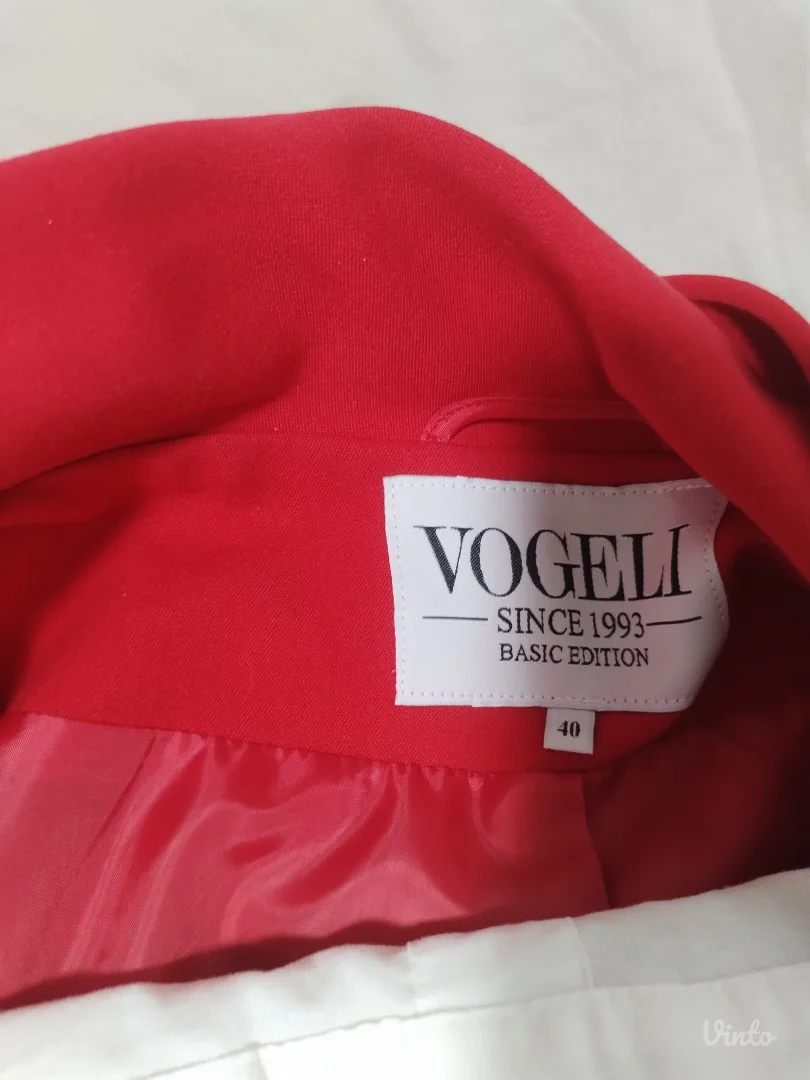 VOGELI
SINCE 1993
BASIC EDITION
40
Vinto